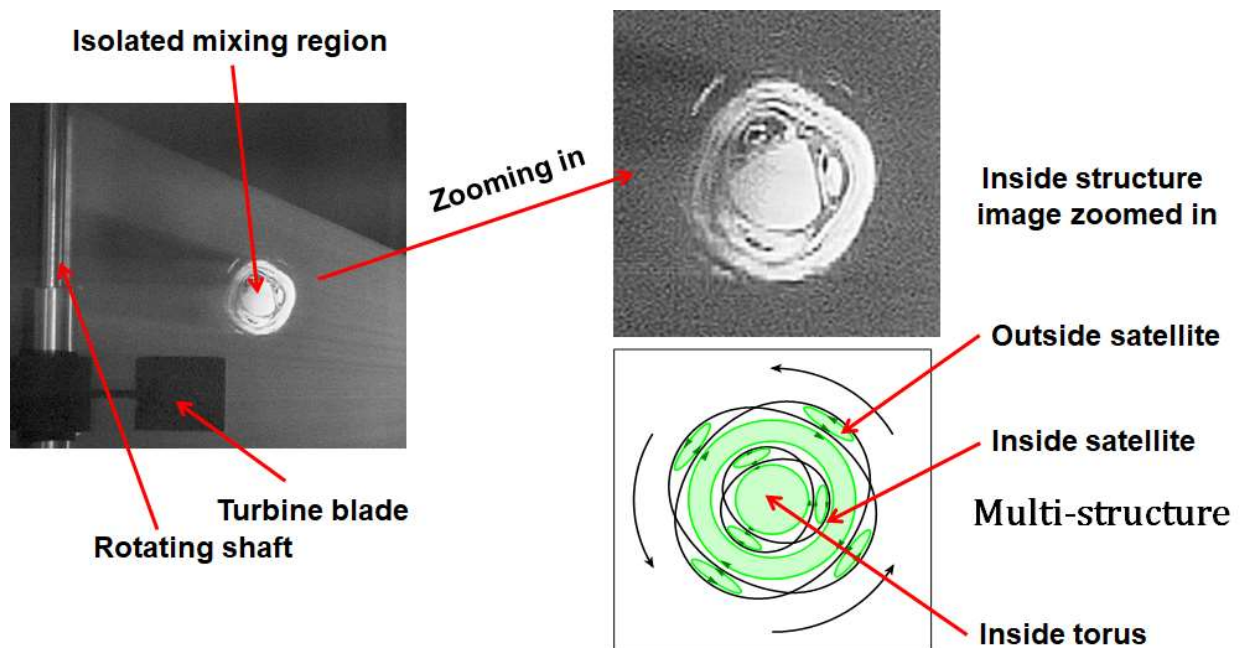 Isolated mixing region
Zooming in
Inside structure
image zoomed in
Outside satellite
Inside satellite
Multi-structure
Turbine blade
Rotating shaft
Inside torus